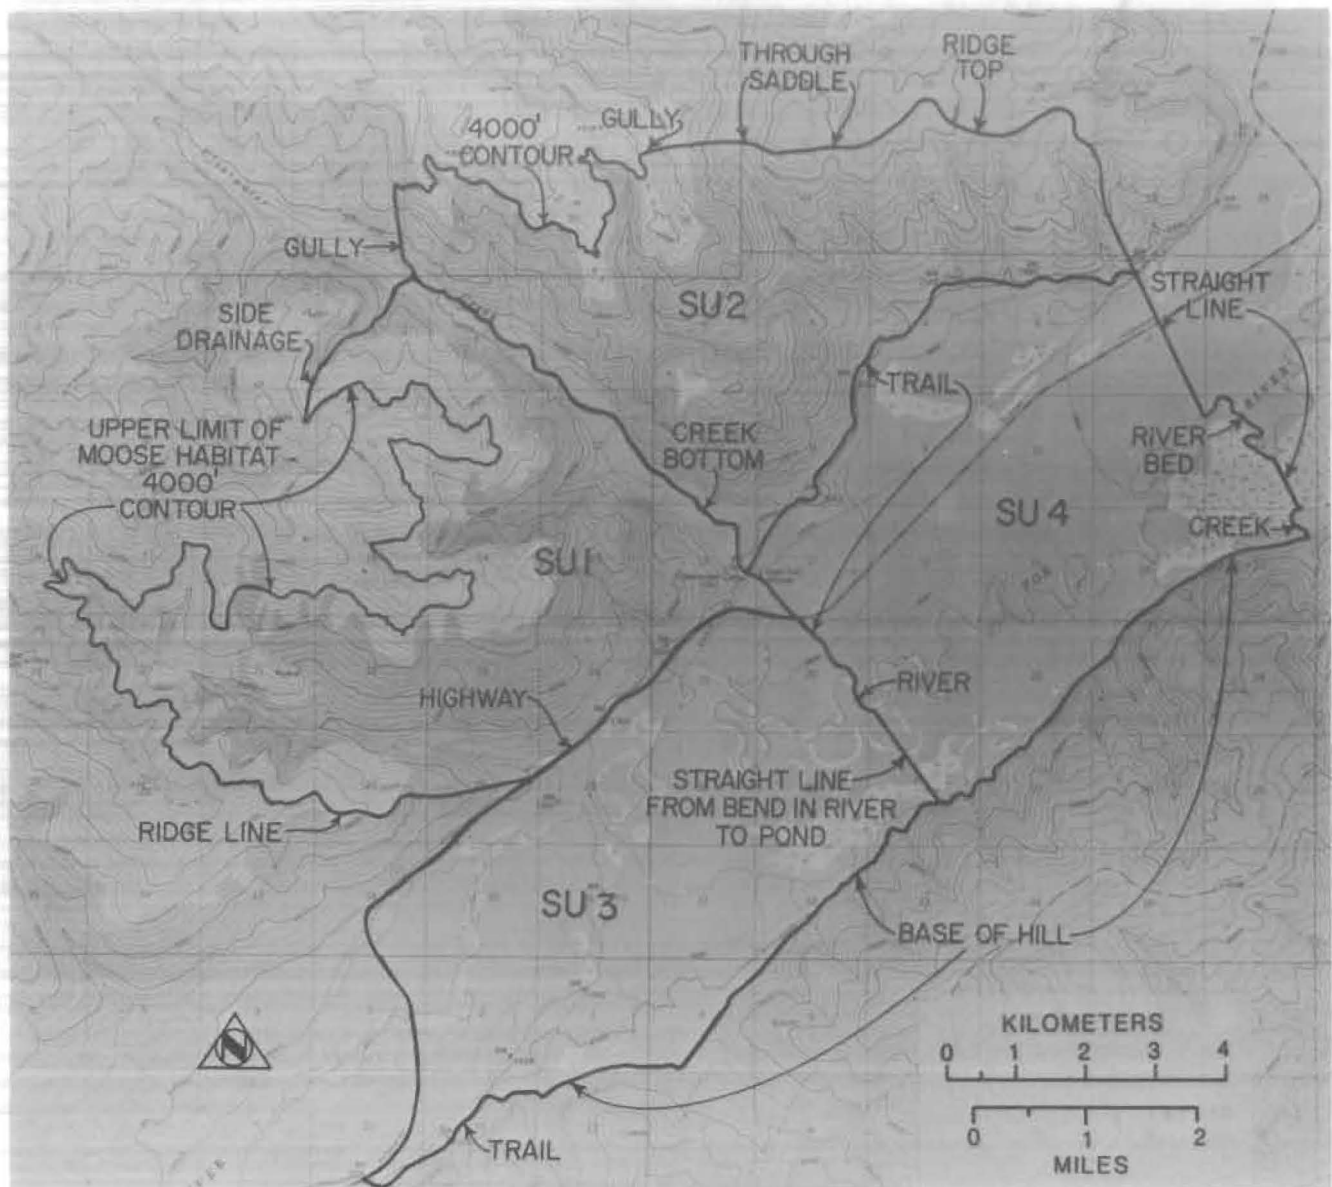 THROUGH
SADDLE
RIDGE
TOP
4000'
CONTOUR
GULLY
GULLY
SU2
STRAIGHT
LINE
SIDE
DRAINAGE
TRAIL
RIVER
UPPER LIMIT OF
MOOSE HABITAT
4000'
CONTOUR
CREEK
BOTTOM
RIVER
BED
SU 4
CREEK
SU1
HIGHWAY
RIVER
STRAIGHT LINE
FROM BEND IN RIVER
TO POND
RIDGE LINE
SU 3
BASE OF HILL
N
KILOMETERS
0 1 2 3 4
TRAIL
0 1 2
MILES